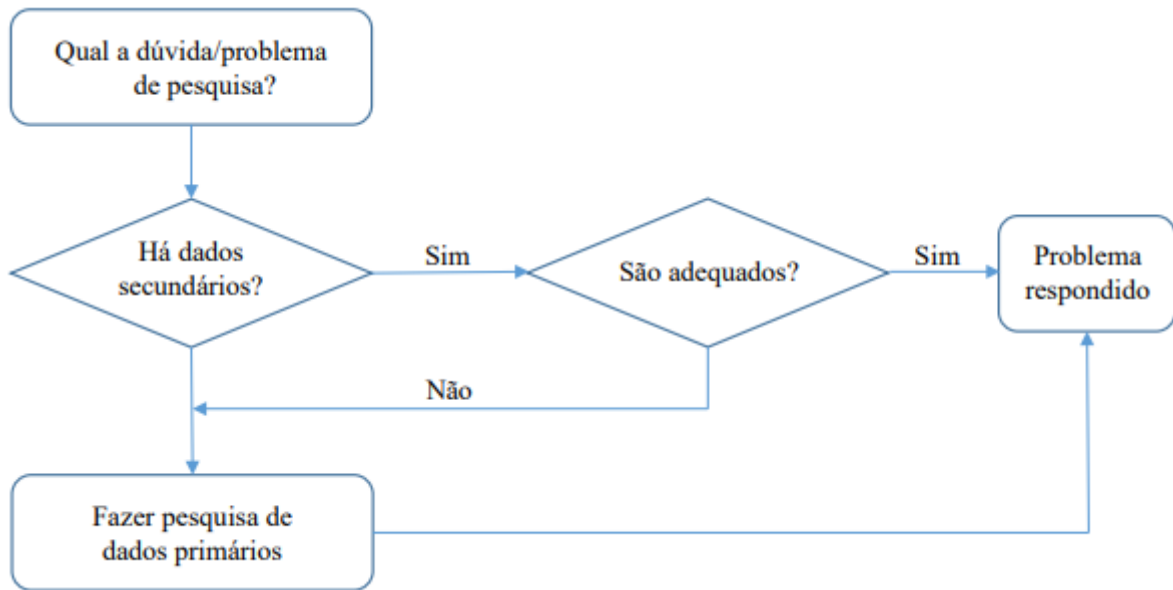 Qual a dúvida/problema
de pesquisa?
Há dados
secundários?
Sim
São adequados?
Sim
Problema
respondido
Não
Fazer pesquisa de
dados primários